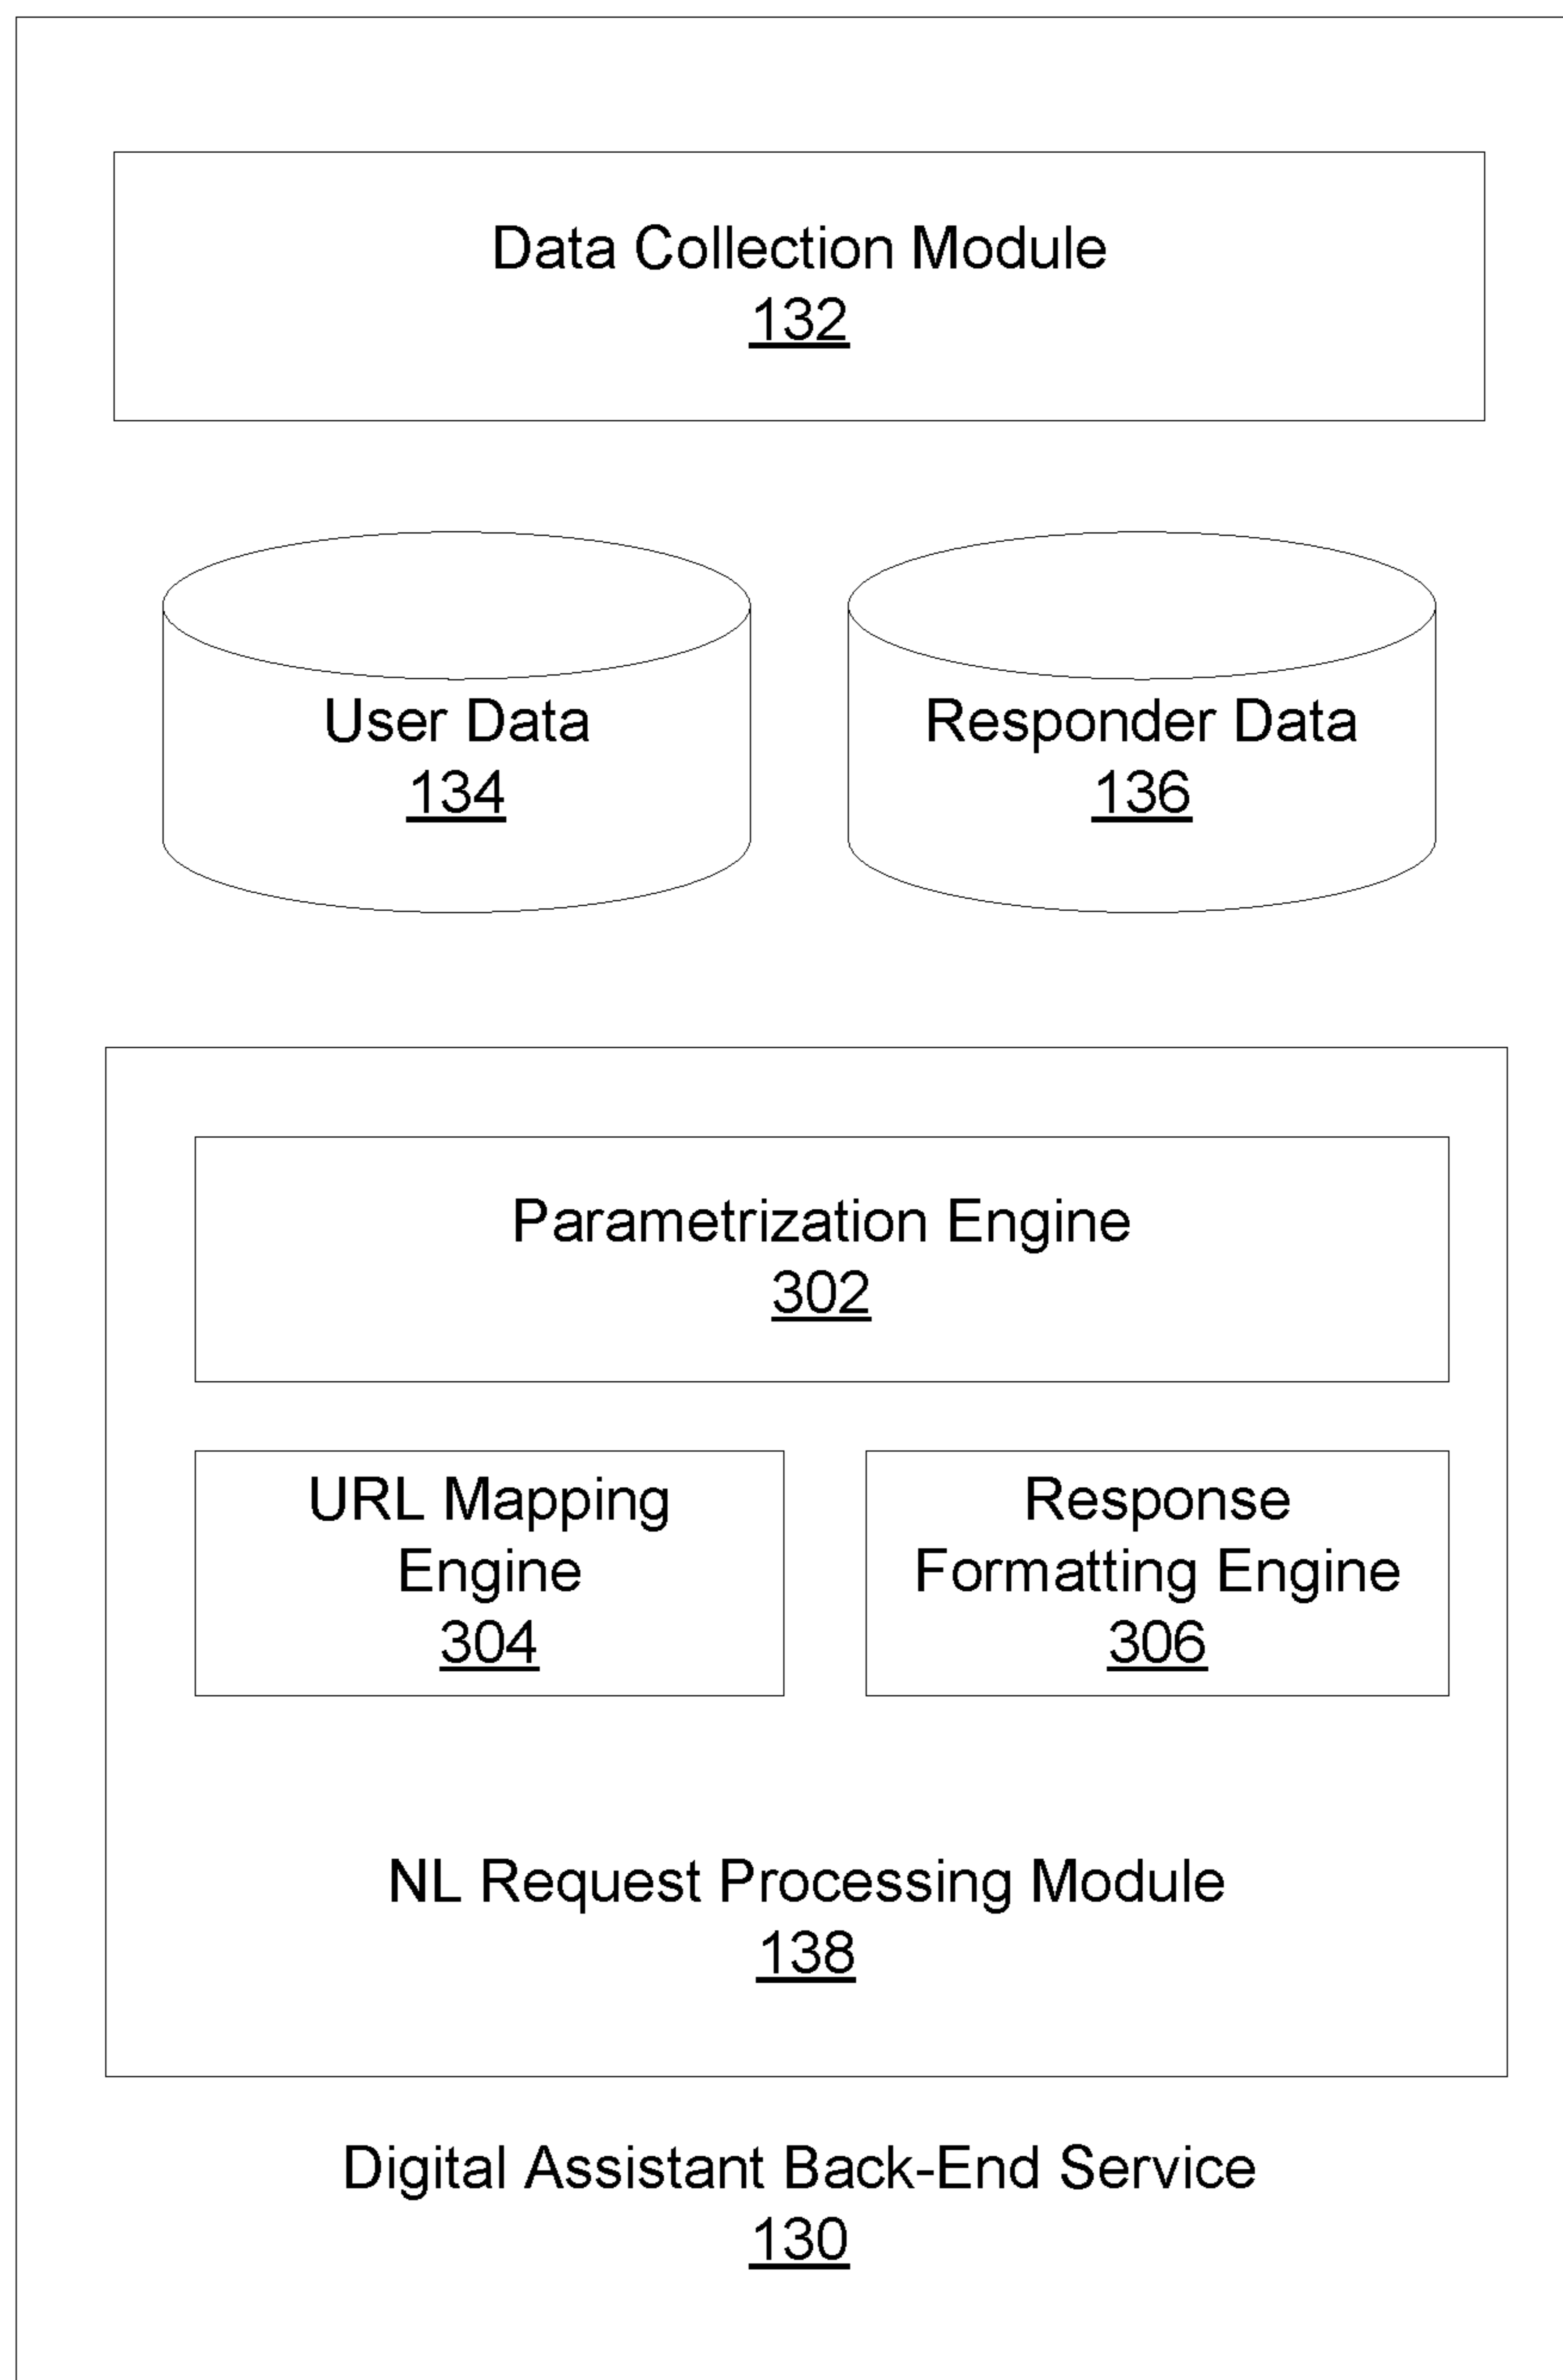 Data Collection Module
132
User Data
134
Responder Data
136
Parametrization Engine
302
URL Mapping
Engine
304
Response
Formatting Engine
306
NL Request Processing Module
138
Digital Assistant Back-End Service
130